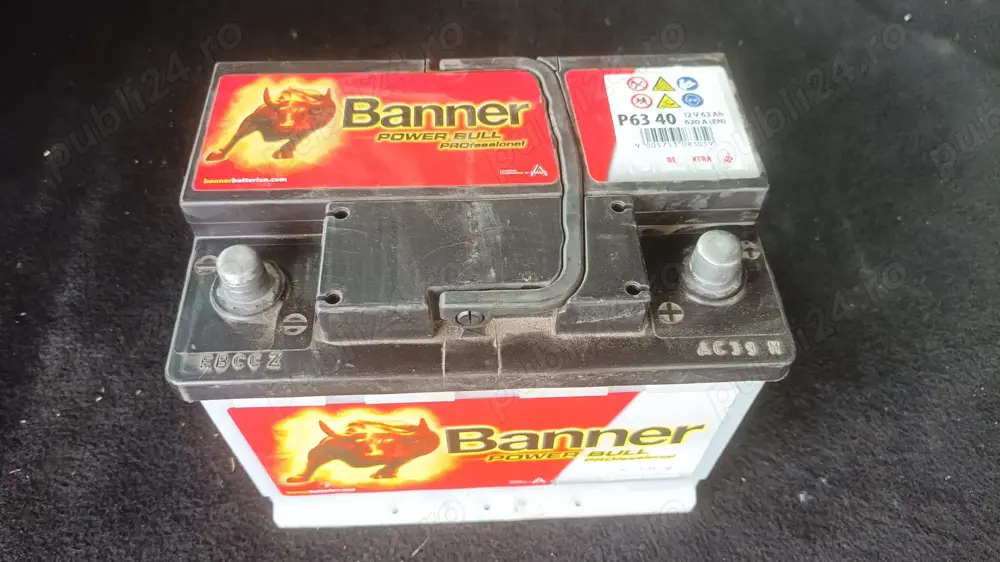 Banner
POWER BULL
PROfessional
bannerbatterien.com
P63 40
12 V 63 Ah
620 A (EN)
XTRA
EBCC Z
AC39 N
Banner
POWER BULL
PROfessional
publi24.ro